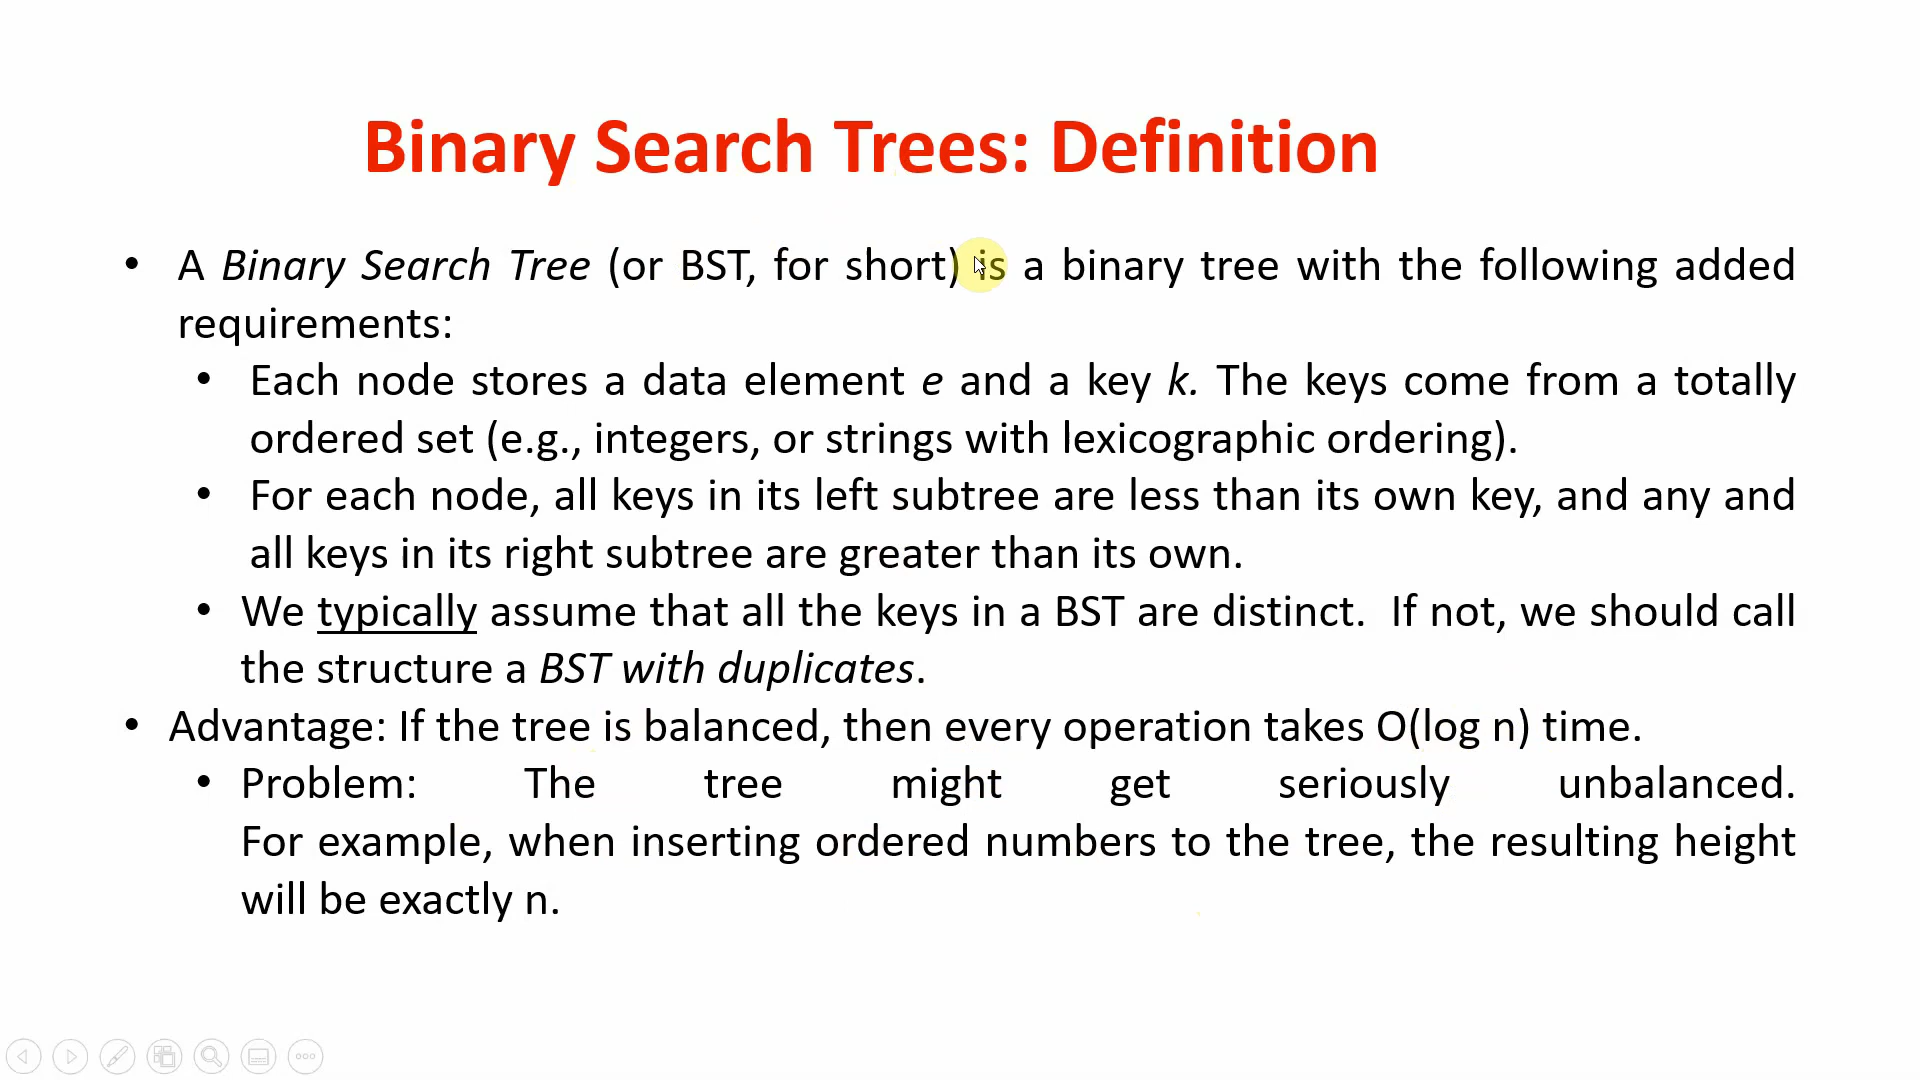 Binary Search Trees: Definition
• A Binary Search Tree (or BST, for short) is a binary tree with the following added
requirements:
• Each node stores a data element e and a key k. The keys come from a totally
ordered set (e.g., integers, or strings with lexicographic ordering).
• For each node, all keys in its left subtree are less than its own key, and any and
all keys in its right subtree are greater than its own.
• We typically assume that all the keys in a BST are distinct.  If not, we should call
the structure a BST with duplicates.
• Advantage: If the tree is balanced, then every operation takes O(log n) time.
• Problem: The tree might get seriously unbalanced.
For example, when inserting ordered numbers to the tree, the resulting height
will be exactly n.